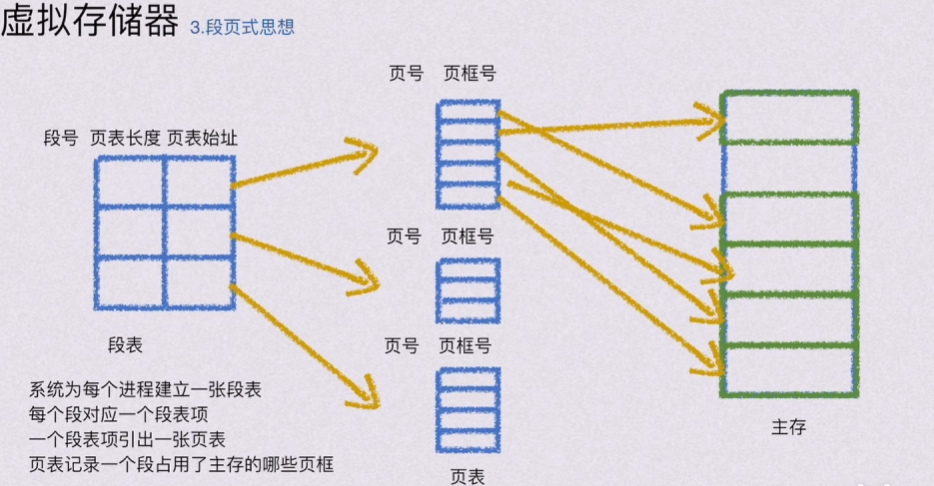 虚拟存储器 3.段页式思想
页号 页框号
段号 页表长度 页表始址
页号 页框号
段表
页号 页框号
系统为每个进程建立一张段表
每个段对应一个段表项
一个段表项引出一张页表
页表记录一个段占用了主存的哪些页框
主存
页表